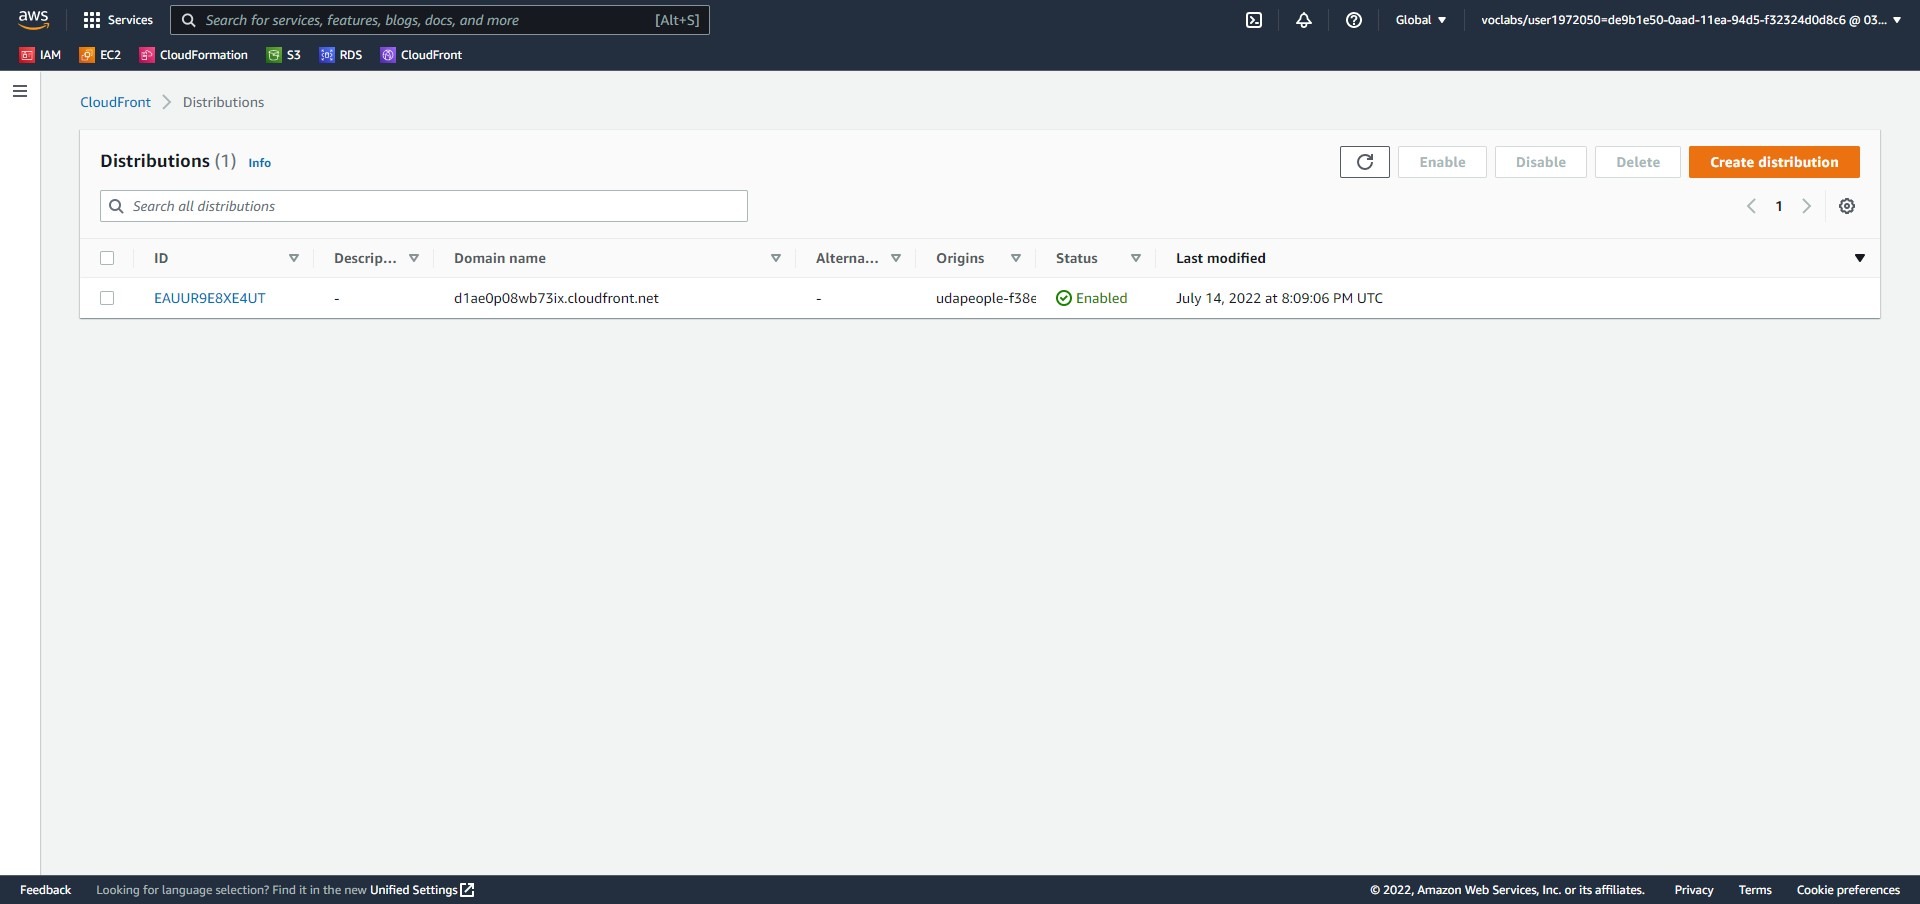 aws Services Search for services, features, blogs, docs, and more [Alt+S] Global voclabs/user1972050=de9b1e50-0aad-11ea-94d5-f32324d0d8c6 @ 03...
IAM EC2 CloudFormation S3 RDS CloudFront
CloudFront Distributions
Distributions (1) Info Enable Disable Delete Create distribution
Search all distributions 1
ID Descrip... Domain name Alterna... Origins Status Last modified
EAUUR9E8XE4UT - d1ae0p08wb73ix.cloudfront.net - udapeople-f38e Enabled July 14, 2022 at 8:09:06 PM UTC
Feedback Looking for language selection? Find it in the new Unified Settings © 2022, Amazon Web Services, Inc. or its affiliates. Privacy Terms Cookie preferences